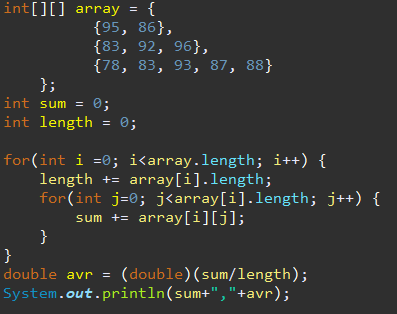 int[][] array = {
{95, 86},
{83, 92, 96},
{78, 83, 93, 87, 88}
};
int sum = 0;
int length = 0;
for(int i =0; i<array.length; i++) {
length += array[i].length;
for(int j=0; j<array[i].length; j++) {
sum += array[i][j];
}
}
double avr = (double)(sum/length);
System.out.println(sum+","+avr);